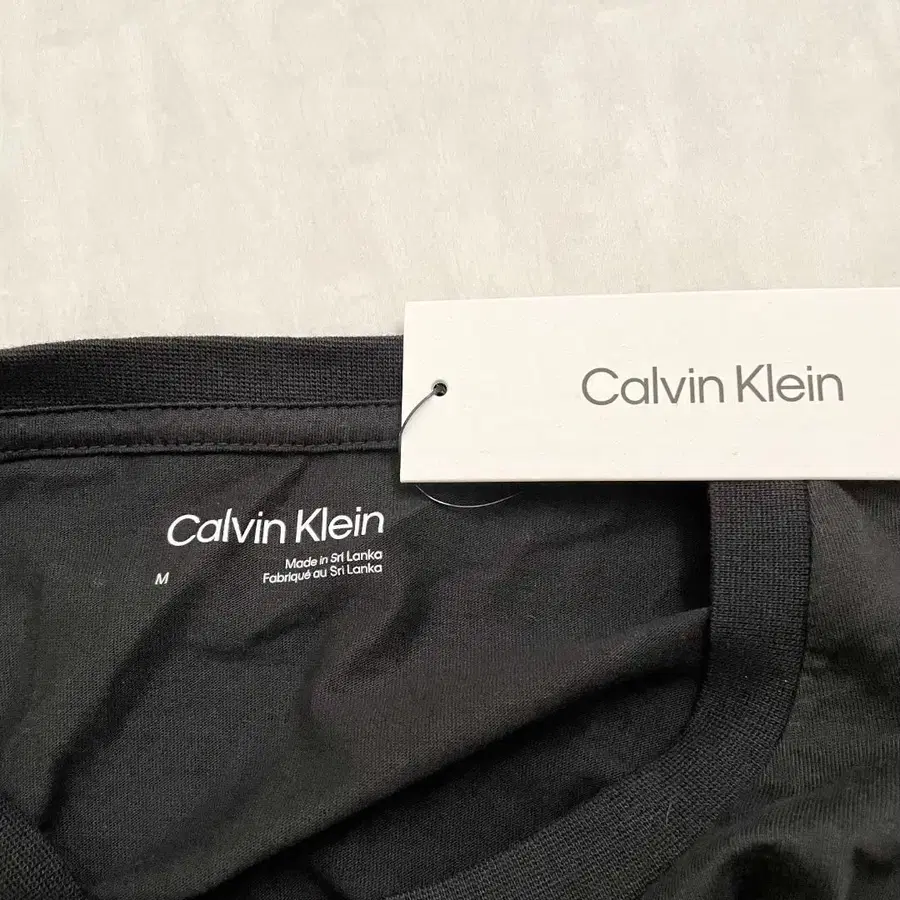 Calvin Klein
Calvin Klein
Made in Sri Lanka
Fabriqué au Sri Lanka
M